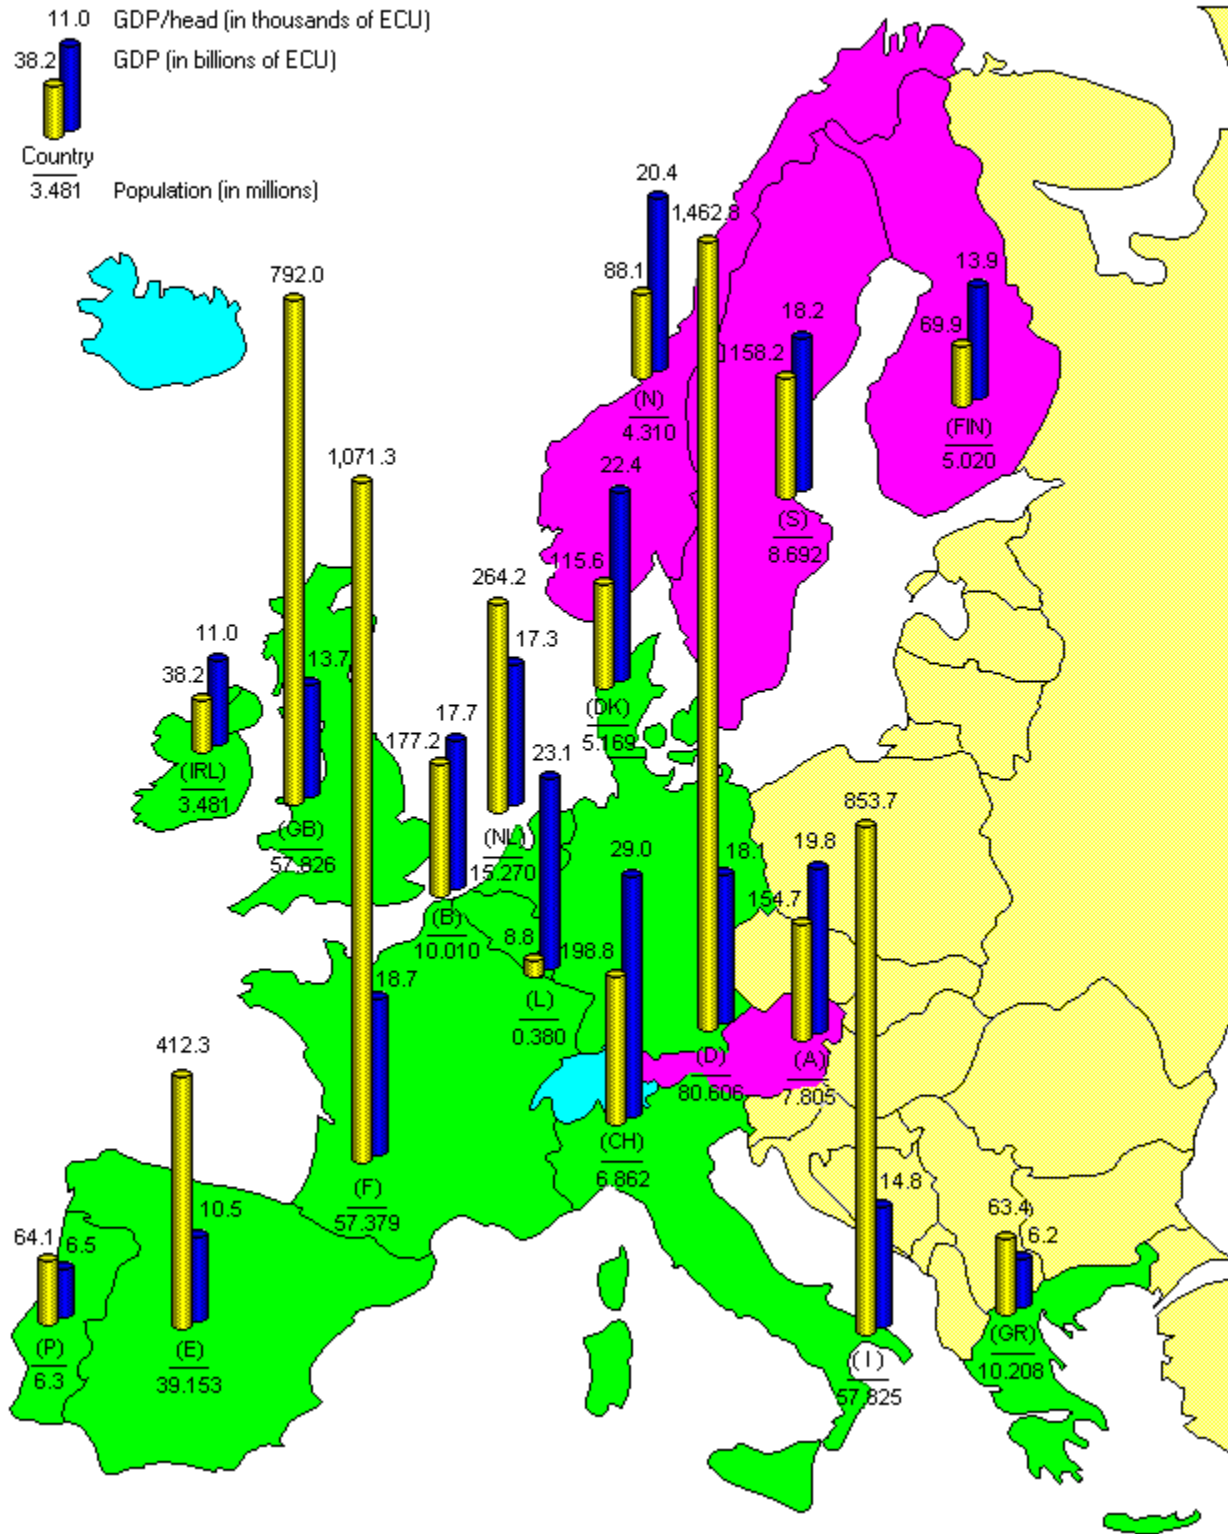 11.0 GDP/head (in thousands of ECU)
38.2 GDP (in billions of ECU)
Country
3.481 Population (in millions)
20.4
88.1
(N)
4.310
1,462.8
18.1
(D)
80.606
13.9
69.9
(FIN)
5.020
18.2
158.2
(S)
8.692
792.0
13.7
(GB)
57.826
1,071.3
18.7
(F)
57.379
22.4
115.6
(DK)
5.169
264.2
17.3
(NL)
15.270
11.0
38.2
(IRL)
3.481
177.2
17.7
(B)
10.010
23.1
8.8
(L)
0.380
29.0
198.8
(CH)
6.862
19.8
154.7
(A)
7.805
853.7
14.8
(I)
57.825
412.3
10.5
(E)
39.153
64.1
6.5
(P)
6.3
63.4
6.2
(GR)
10.208